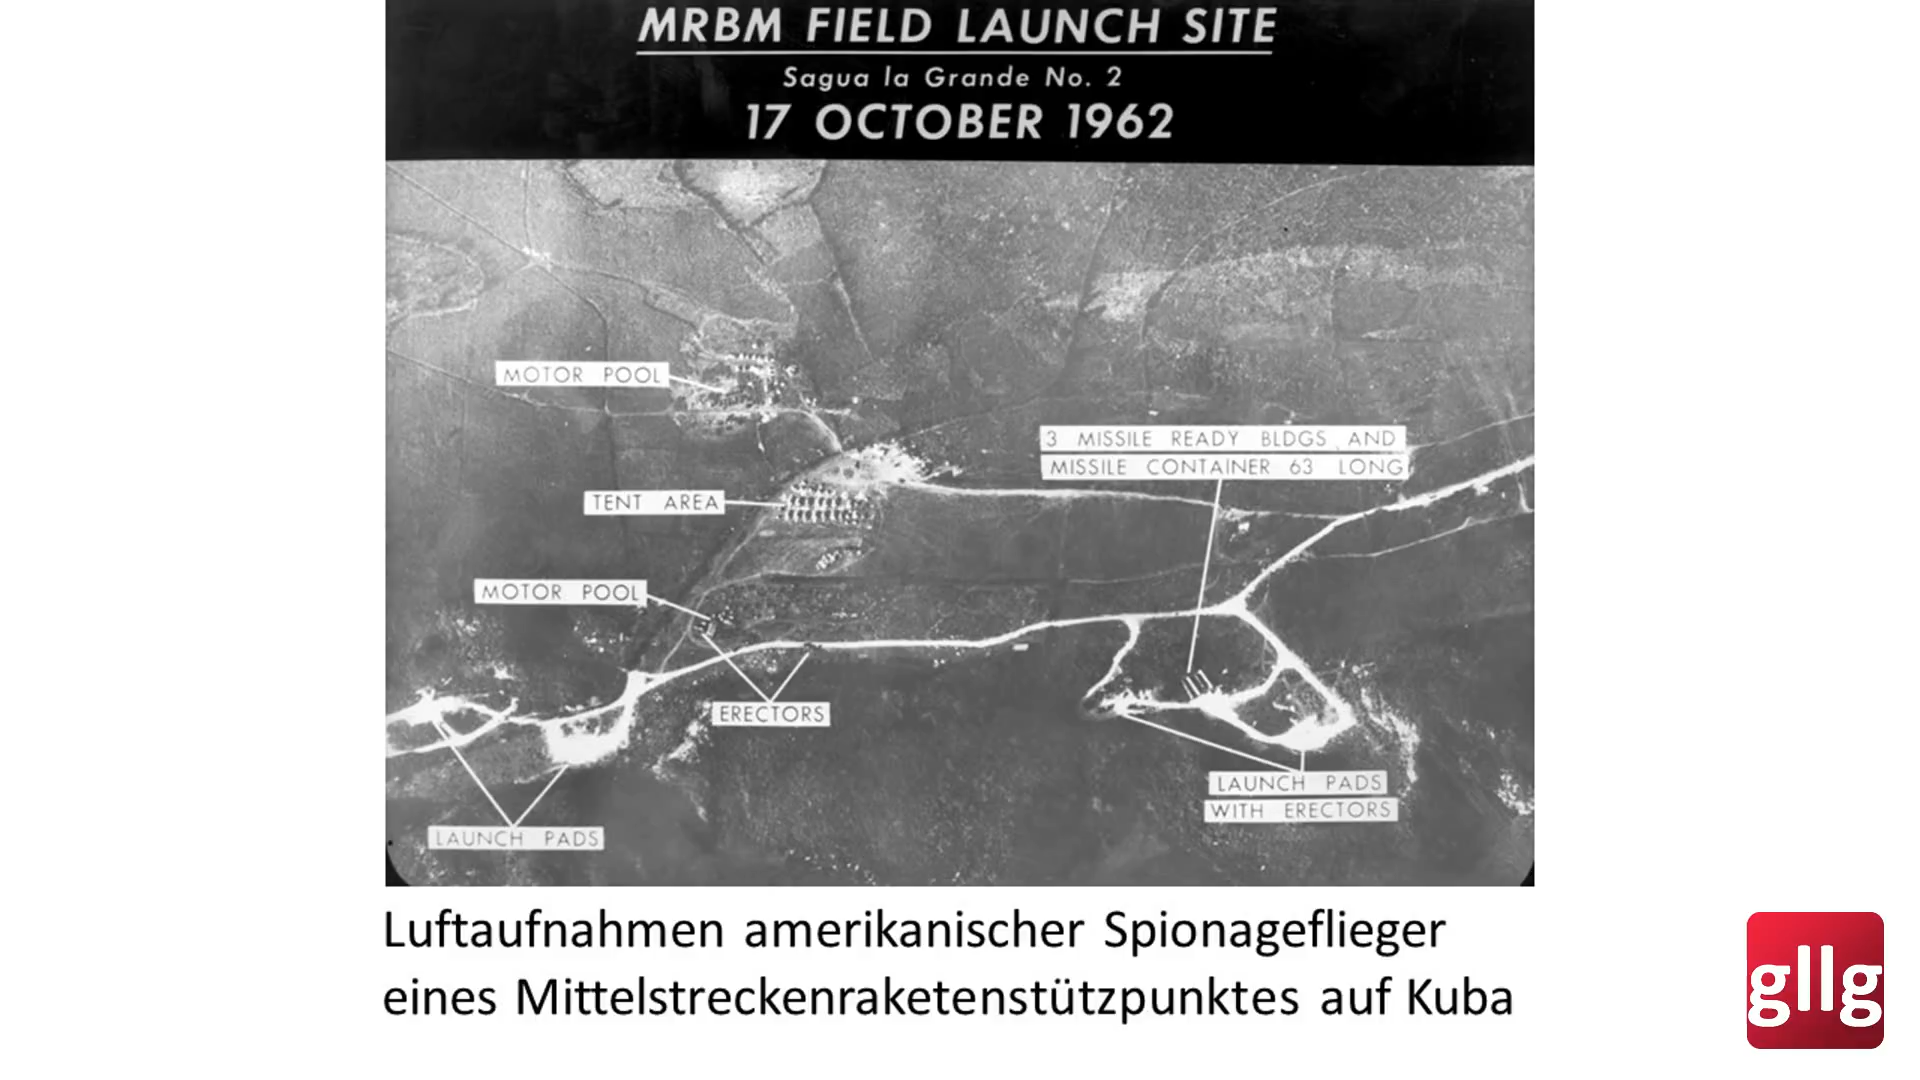 MRBM FIELD LAUNCH SITE
Sagua la Grande No. 2
17 OCTOBER 1962
MOTOR POOL
3 MISSILE READY BLDGS AND
MISSILE CONTAINER 63 LONG
TENT AREA
MOTOR POOL
ERECTORS
LAUNCH PADS
WITH ERECTORS
LAUNCH PADS
Luftaufnahmen amerikanischer Spionageflieger
eines Mittelstreckenraketenstützpunktes auf Kuba
gllg